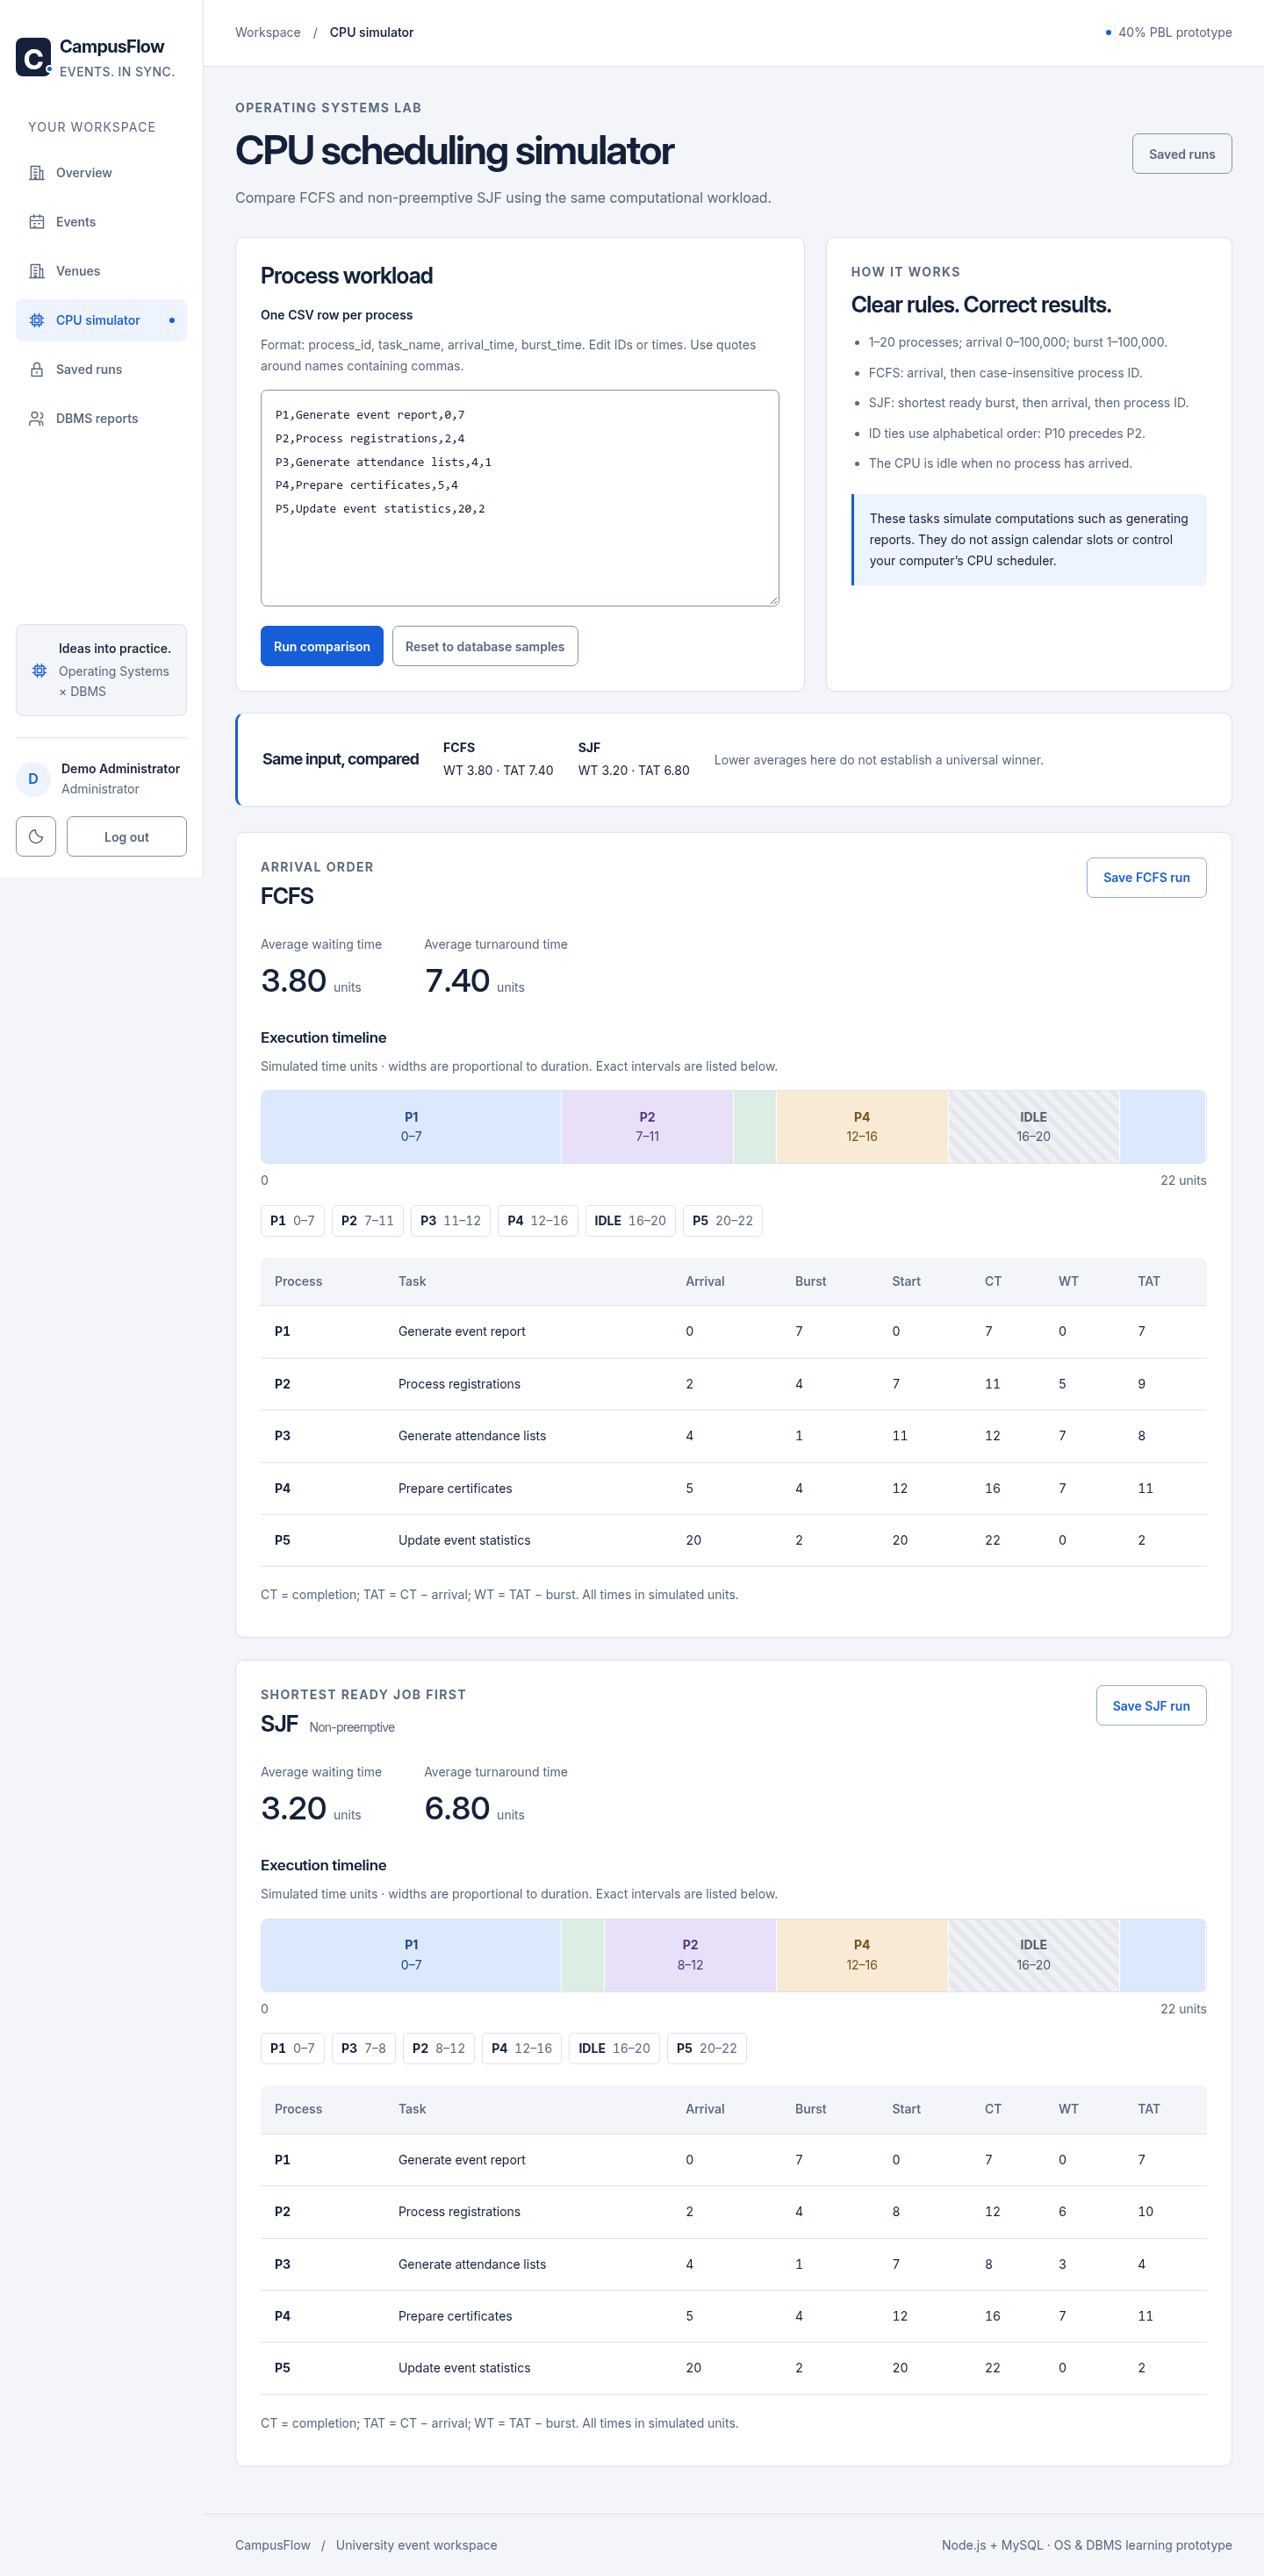 C
CampusFlow
EVENTS. IN SYNC.
YOUR WORKSPACE
Overview
Events
Venues
CPU simulator
Saved runs
DBMS reports
Ideas into practice.
Operating Systems
× DBMS
D
Demo Administrator
Administrator
Log out
Workspace / CPU simulator
40% PBL prototype
OPERATING SYSTEMS LAB
CPU scheduling simulator
Saved runs
Compare FCFS and non-preemptive SJF using the same computational workload.
Process workload
One CSV row per process
Format: process_id, task_name, arrival_time, burst_time. Edit IDs or times. Use quotes
around names containing commas.
P1,Generate event report,0,7
P2,Process registrations,2,4
P3,Generate attendance lists,4,1
P4,Prepare certificates,5,4
P5,Update event statistics,20,2
Run comparison
Reset to database samples
HOW IT WORKS
Clear rules. Correct results.
• 1–20 processes; arrival 0–100,000; burst 1–100,000.
• FCFS: arrival, then case-insensitive process ID.
• SJF: shortest ready burst, then arrival, then process ID.
• ID ties use alphabetical order: P10 precedes P2.
• The CPU is idle when no process has arrived.
These tasks simulate computations such as generating
reports. They do not assign calendar slots or control
your computer’s CPU scheduler.
Same input, compared
FCFS
WT 3.80 · TAT 7.40
SJF
WT 3.20 · TAT 6.80
Lower averages here do not establish a universal winner.
ARRIVAL ORDER
FCFS
Save FCFS run
Average waiting time
3.80 units
Average turnaround time
7.40 units
Execution timeline
Simulated time units · widths are proportional to duration. Exact intervals are listed below.
P1 P2 P4 IDLE
0–7 7–11 12–16 16–20
0 22 units
P1 0–7 P2 7–11 P3 11–12 P4 12–16 IDLE 16–20 P5 20–22
Process Task Arrival Burst Start CT WT TAT
P1 Generate event report 0 7 0 7 0 7
P2 Process registrations 2 4 7 11 5 9
P3 Generate attendance lists 4 1 11 12 7 8
P4 Prepare certificates 5 4 12 16 7 11
P5 Update event statistics 20 2 20 22 0 2
CT = completion; TAT = CT − arrival; WT = TAT − burst. All times in simulated units.
SHORTEST READY JOB FIRST
SJF Non-preemptive
Save SJF run
Average waiting time
3.20 units
Average turnaround time
6.80 units
Execution timeline
Simulated time units · widths are proportional to duration. Exact intervals are listed below.
P1 P2 P4 IDLE
0–7 8–12 12–16 16–20
0 22 units
P1 0–7 P3 7–8 P2 8–12 P4 12–16 IDLE 16–20 P5 20–22
Process Task Arrival Burst Start CT WT TAT
P1 Generate event report 0 7 0 7 0 7
P2 Process registrations 2 4 8 12 6 10
P3 Generate attendance lists 4 1 7 8 3 4
P4 Prepare certificates 5 4 12 16 7 11
P5 Update event statistics 20 2 20 22 0 2
CT = completion; TAT = CT − arrival; WT = TAT − burst. All times in simulated units.
CampusFlow / University event workspace
Node.js + MySQL · OS & DBMS learning prototype